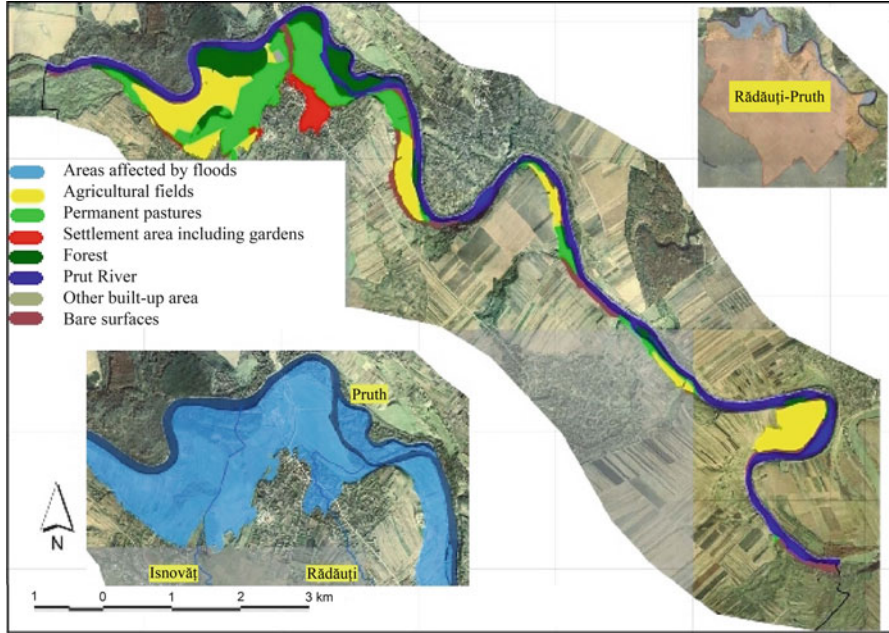 Rădăuți-Pruth
Areas affected by floods
Agricultural fields
Permanent pastures
Settlement area including gardens
Forest
Prut River
Other built-up area
Bare surfaces
Pruth
N
Isnovăț
Rădăuți
1 0 1 2 3 km